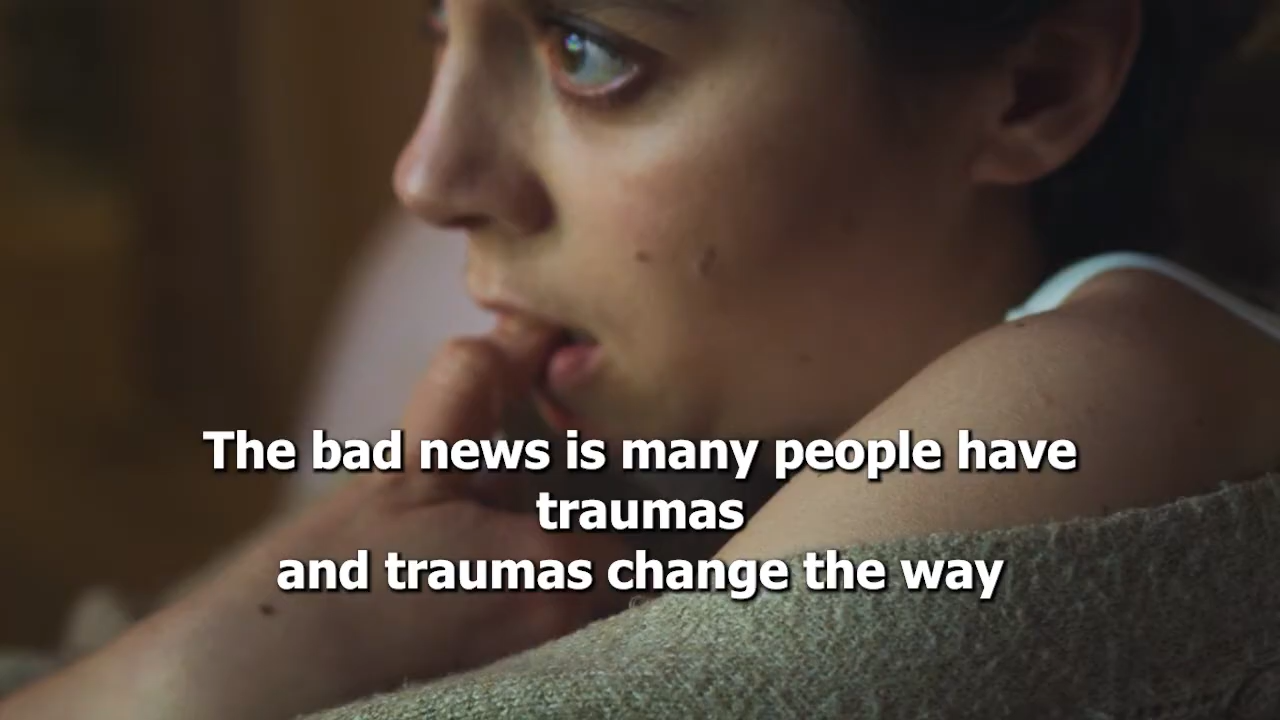 The bad news is many people have
traumas
and traumas change the way